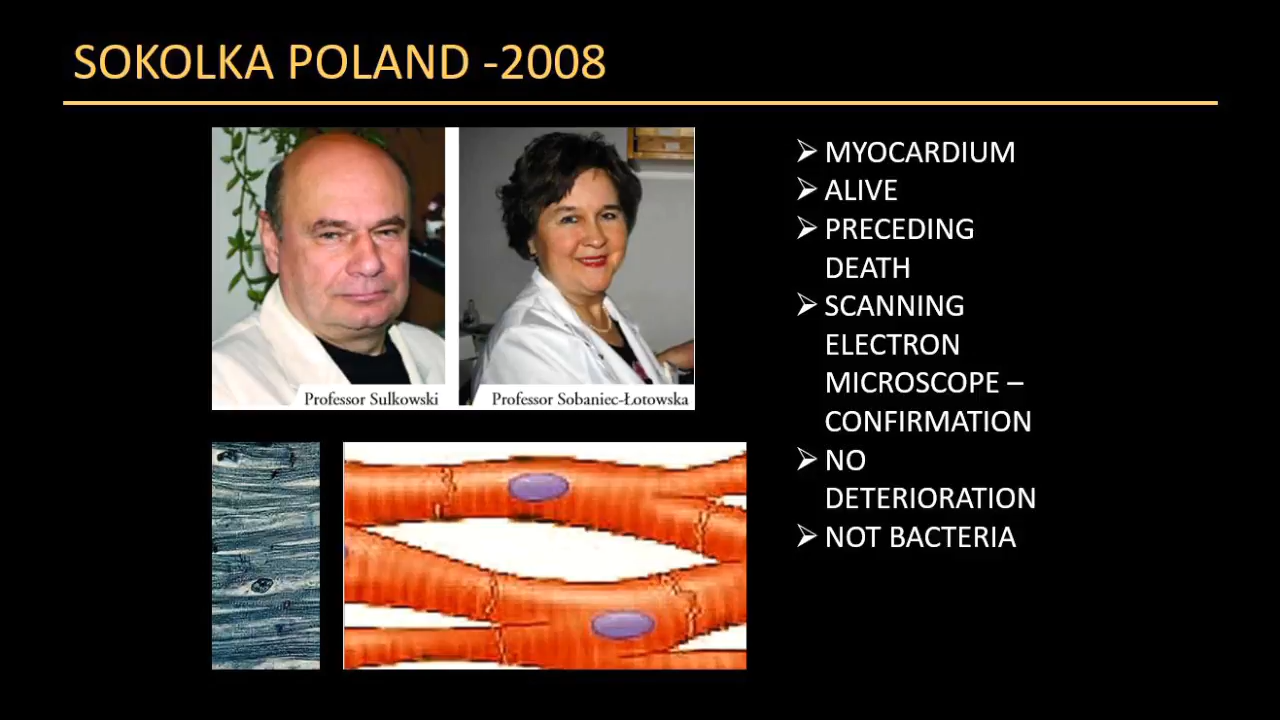 SOKOLKA POLAND -2008
Professor Sulkowski
Professor Sobaniec-Łotowska
➢ MYOCARDIUM
➢ ALIVE
➢ PRECEDING
DEATH
➢ SCANNING
ELECTRON
MICROSCOPE –
CONFIRMATION
➢ NO
DETERIORATION
➢ NOT BACTERIA